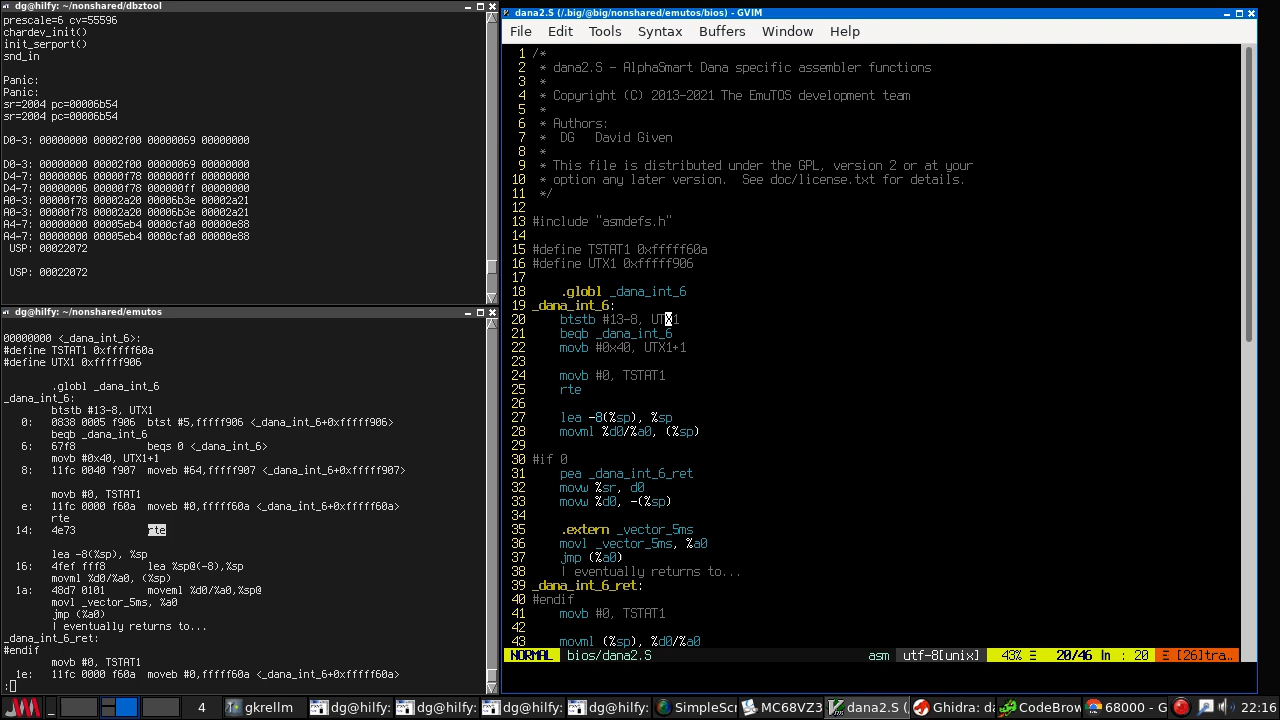 dg@hilfy: ~/nonshared/dbztool
prescale=6 cv=55596
chardev_init()
init_serport()
snd_in
Panic:
Panic:
sr=2004 pc=00006b54
sr=2004 pc=00006b54
D0-3: 00000000 00002f00 00000069 00000000
D0-3: 00000000 00002f00 00000069 00000000
D4-7: 00000000 0000ff78 000000ff 00000000
D4-7: 00000000 0000ff78 000000ff 00000000
A0-3: 0000ff78 00002a20 00006b3e 00002a21
A0-3: 0000ff78 00002a20 00006b3e 00002a21
USP: 00022072
USP: 00022072
dg@hilfy: ~/nonshared/emutos
00000000 <_dana_int_6>:
#define TSTAT1 0xfffff60a
#define UTX1 0xfffff906
.globl _dana_int_6
_dana_int_6:
btstb #13-8, UTX1
0: 0838 0005 f906 btst #5,fffff906 <_dana_int_6+0xfffff906>
beqb _dana_int_6
6: 67f8 beqs 0 <_dana_int_6>
movb #0x40, UTX1+1
8: 11fc 0040 f907 moveb #64,fffff907 <_dana_int_6+0xfffff907>
movb #0, TSTAT1
e: 11fc 0000 f60a moveb #0,fffff60a <_dana_int_6+0xfffff60a>
rte
14: 4e73 rte
lea -8(%sp), %sp
16: 4fef fff8 lea %sp@(-8),%sp
movml %d0/%a0, (%sp)
1a: 48d7 0101 moveml %d0/%a0,%sp@
movl _vector_5ms, %a0
jmp (%a0)
| eventually returns to...
_dana_int_6_ret:
#endif
movb #0, TSTAT1
1e: 11fc 0000 f60a moveb #0,fffff60a <_dana_int_6+0xfffff60a>
:
dana2.S (/.big/@big/nonshared/emutos/bios) - GVIM
File Edit Tools Syntax Buffers Window Help
1 /*
2 * dana2.S - AlphaSmart Dana specific assembler functions
3 *
4 * Copyright (C) 2013-2021 The EmuTOS development team
5 *
6 * Authors:
7 * DG David Given
8 *
9 * This file is distributed under the GPL, version 2 or at your
10 * option any later version. See doc/license.txt for details.
11 */
12
13 #include "asmdefs.h"
14
15 #define TSTAT1 0xfffff60a
16 #define UTX1 0xfffff906
17
18 .globl _dana_int_6
19 _dana_int_6:
20 btstb #13-8, UTX1
21 beqb _dana_int_6
22 movb #0x40, UTX1+1
23
24 movb #0, TSTAT1
25 rte
26
27 lea -8(%sp), %sp
28 movml %d0/%a0, (%sp)
29
30 #if 0
31 pea _dana_int_6_ret
32 movw %sr, d0
33 movw %d0, -(%sp)
34
35 .extern _vector_5ms
36 movl _vector_5ms, %a0
37 jmp (%a0)
38 | eventually returns to...
39 _dana_int_6_ret:
40 #endif
41 movb #0, TSTAT1
42
43 movml (%sp), %d0/%a0
NORMAL bios/dana2.S asm utf-8[unix] 43% Ξ 20/46 ln : 20 Ξ [26]tra..
4 gkrellm dg@hilfy: dg@hilfy: dg@hilfy: dg@hilfy: SimpleScr MC68VZ3 dana2.S (. Ghidra: da CodeBrow 68000 - G 22:16